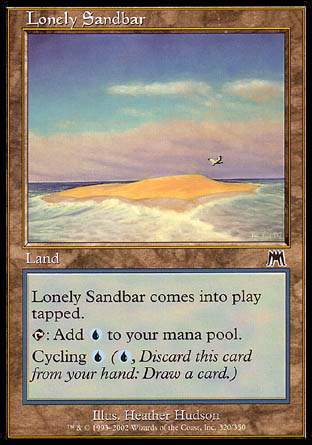 Lonely Sandbar
Land
Lonely Sandbar comes into play
tapped.
: Add to your mana pool.
Cycling ( , Discard this card
from your hand: Draw a card.)
Illus. Heather Hudson
™ & © 1993-2002 Wizards of the Coast, Inc. 320/350